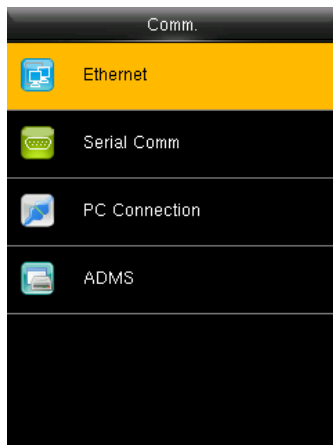 Comm.
Ethernet
Serial Comm
PC Connection
ADMS